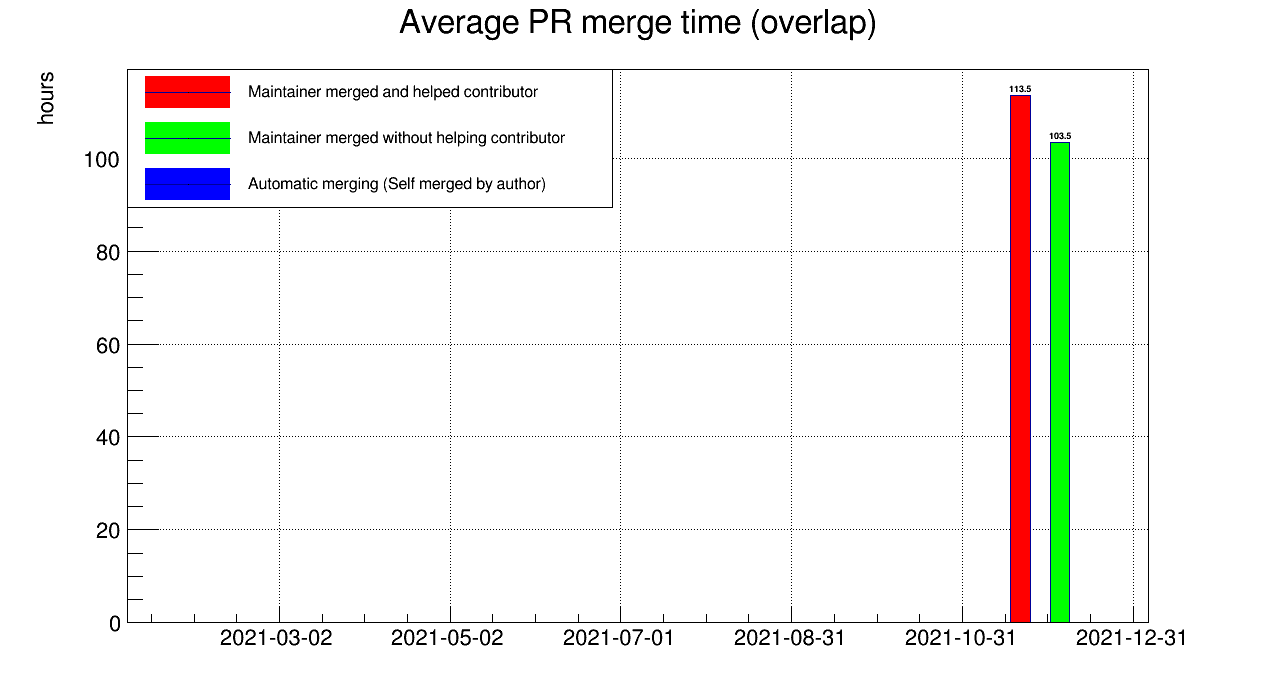 Average PR merge time (overlap)
hours
Maintainer merged and helped contributor
Maintainer merged without helping contributor
Automatic merging (Self merged by author)
113.5
103.5
100
80
60
40
20
0
2021-03-02
2021-05-02
2021-07-01
2021-08-31
2021-10-31
2021-12-31